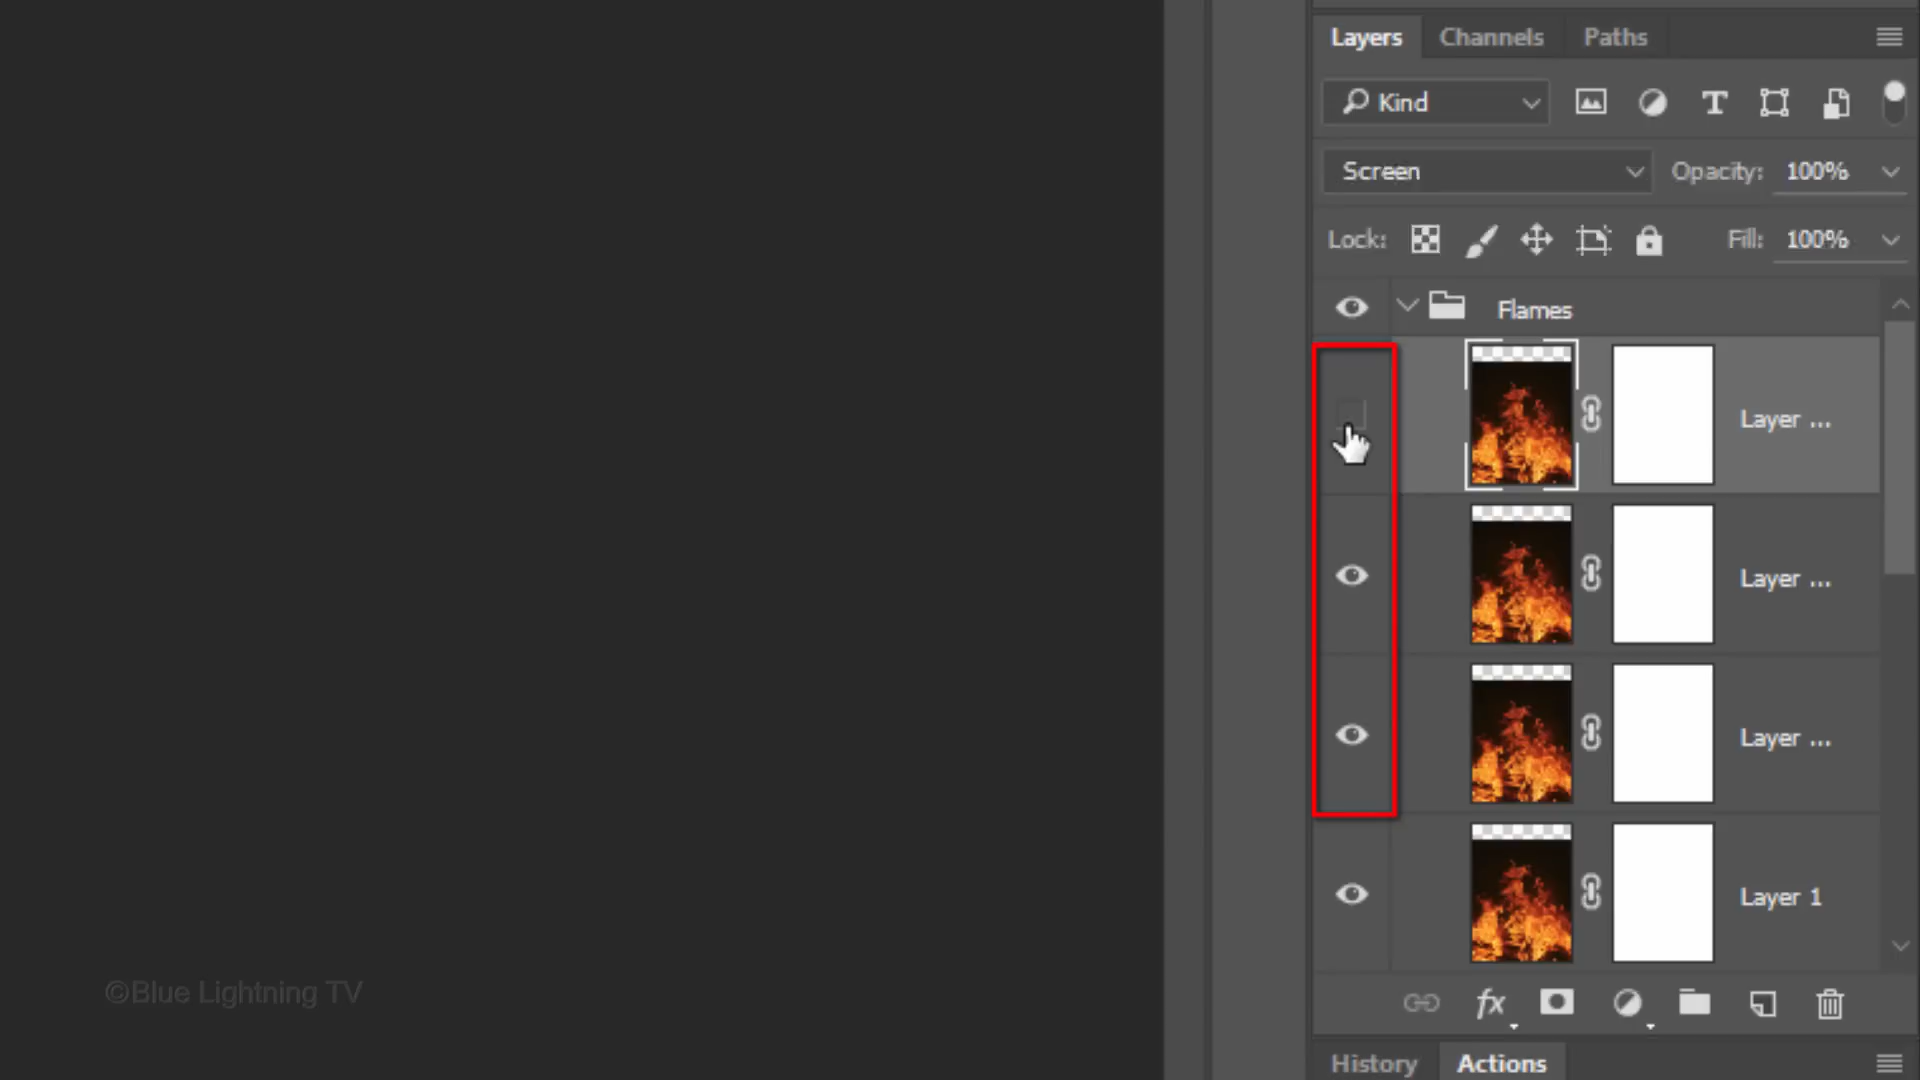 Layers Channels Paths
Kind
Screen Opacity: 100%
Lock: Fill: 100%
Flames
Layer ...
Layer ...
Layer ...
Layer 1
©Blue Lightning TV
fx
History Actions